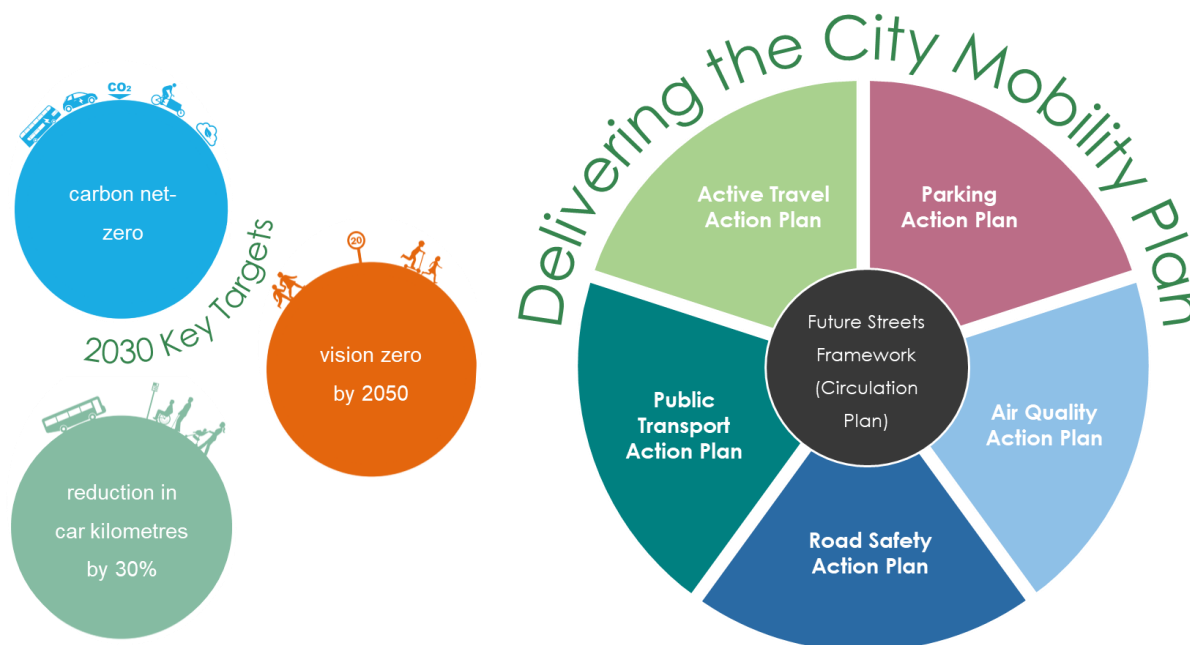 CO₂
carbon net-
zero
2030 Key Targets
20
vision zero
by 2050
reduction in
car kilometres
by 30%
Delivering the City Mobility Plan
Active Travel
Action Plan
Parking
Action Plan
Future Streets
Framework
(Circulation
Plan)
Public
Transport
Action Plan
Air Quality
Action Plan
Road Safety
Action Plan